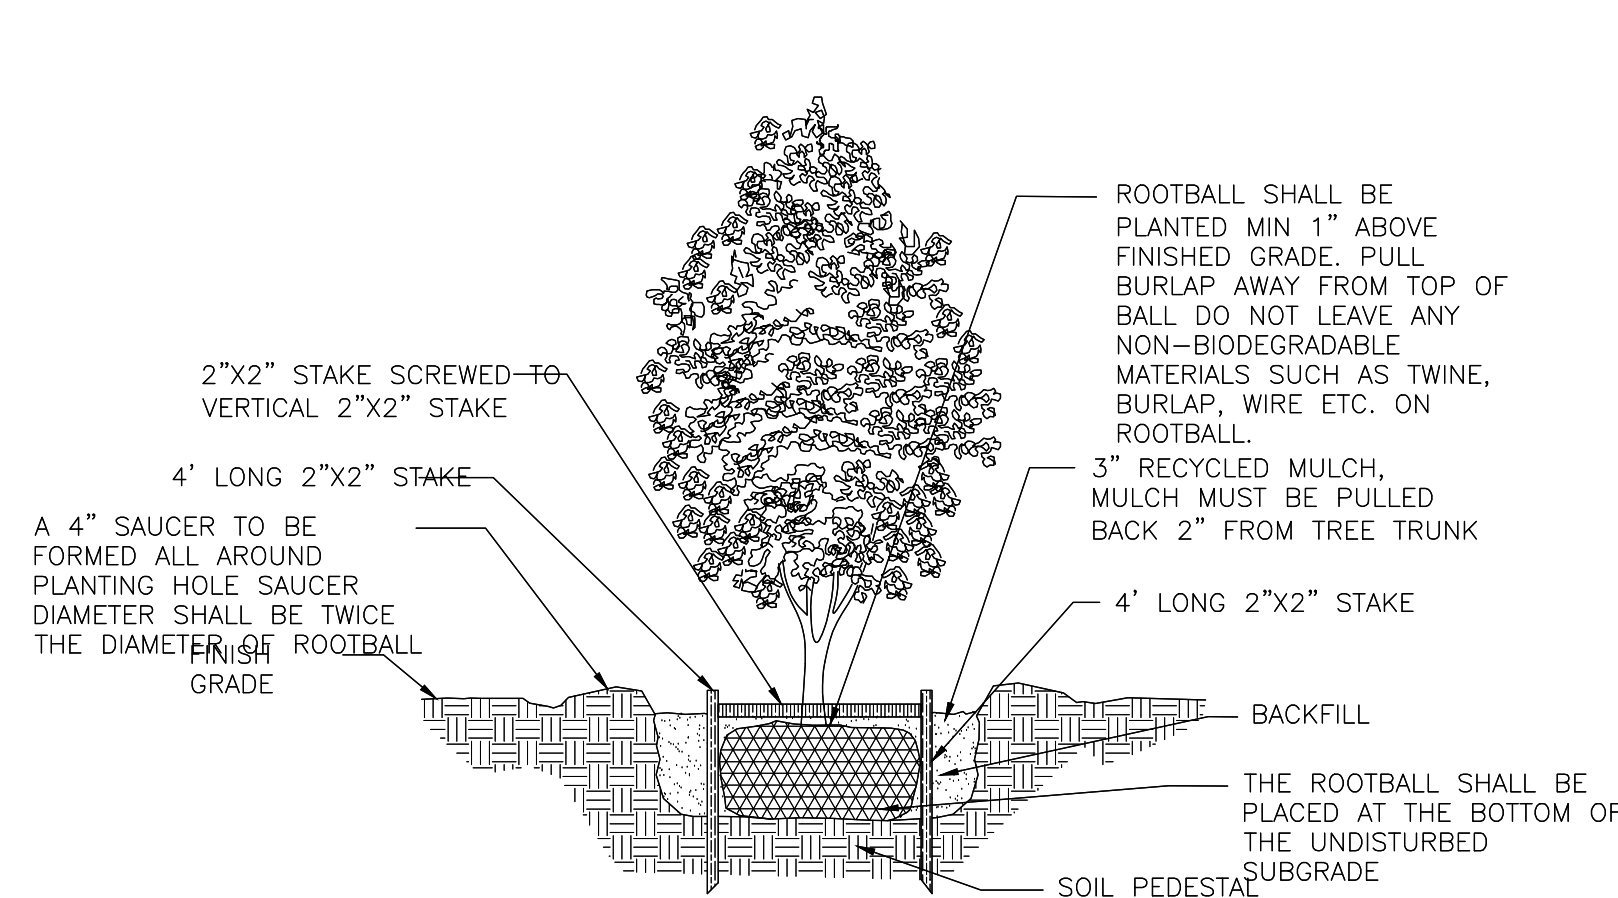 2”X2” STAKE SCREWED TO
VERTICAL 2”X2” STAKE
4’ LONG 2”X2” STAKE
A 4” SAUCER TO BE
FORMED ALL AROUND
PLANTING HOLE SAUCER
DIAMETER SHALL BE TWICE
THE DIAMETER OF ROOTBALL
FINISH
GRADE
ROOTBALL SHALL BE
PLANTED MIN 1” ABOVE
FINISHED GRADE. PULL
BURLAP AWAY FROM TOP OF
BALL DO NOT LEAVE ANY
NON–BIODEGRADABLE
MATERIALS SUCH AS TWINE,
BURLAP, WIRE ETC. ON
ROOTBALL.
3” RECYCLED MULCH,
MULCH MUST BE PULLED
BACK 2” FROM TREE TRUNK
4’ LONG 2”X2” STAKE
BACKFILL
THE ROOTBALL SHALL BE
PLACED AT THE BOTTOM OF
THE UNDISTURBED
SUBGRADE
SOIL PEDESTAL